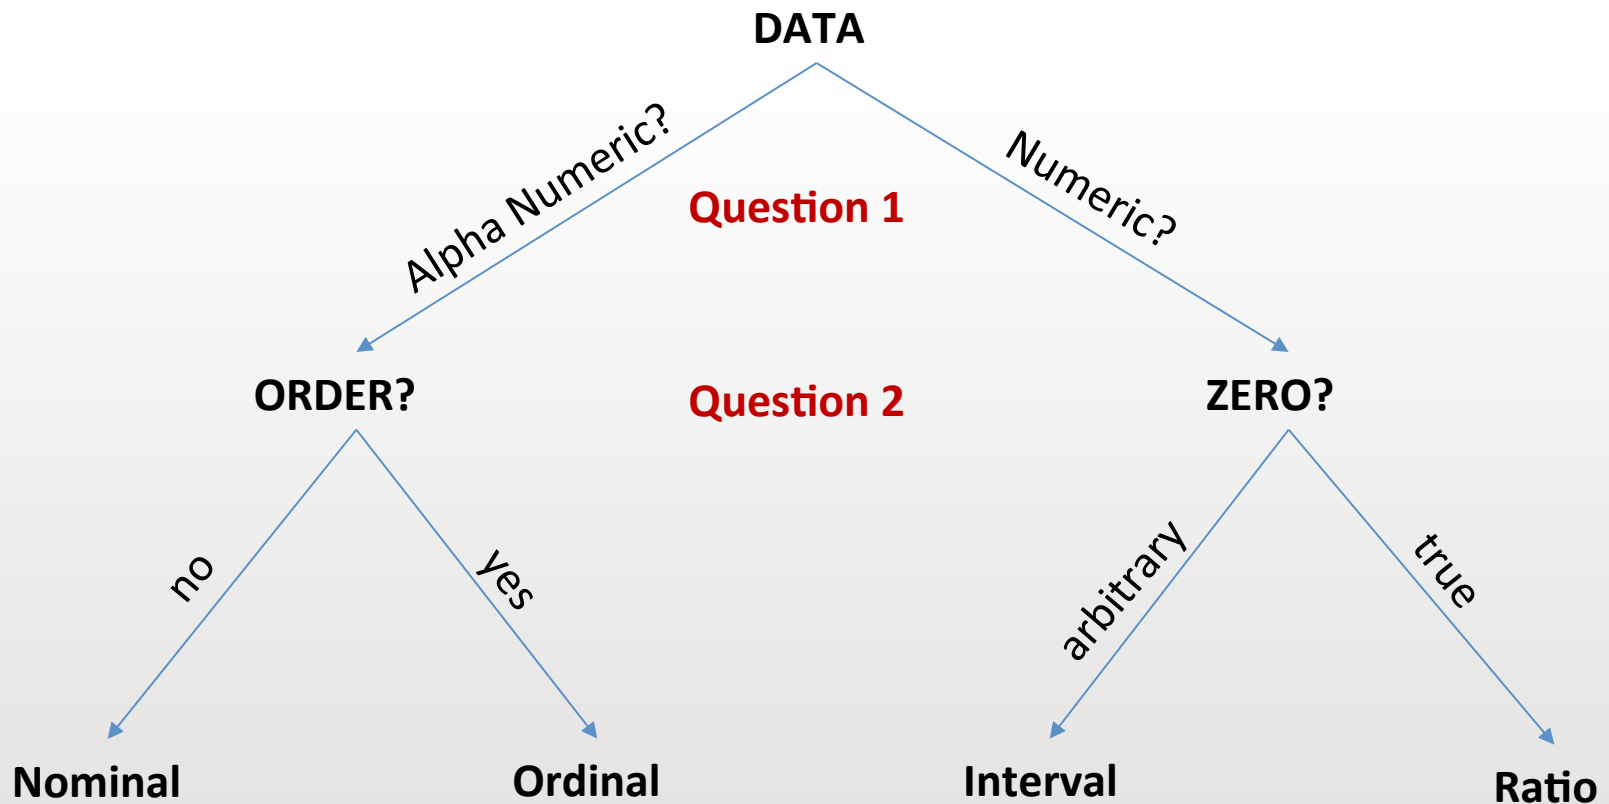 DATA
Alpha Numeric?
Numeric?
Question 1
ORDER?
Question 2
ZERO?
no
yes
arbitrary
true
Nominal
Ordinal
Interval
Ratio